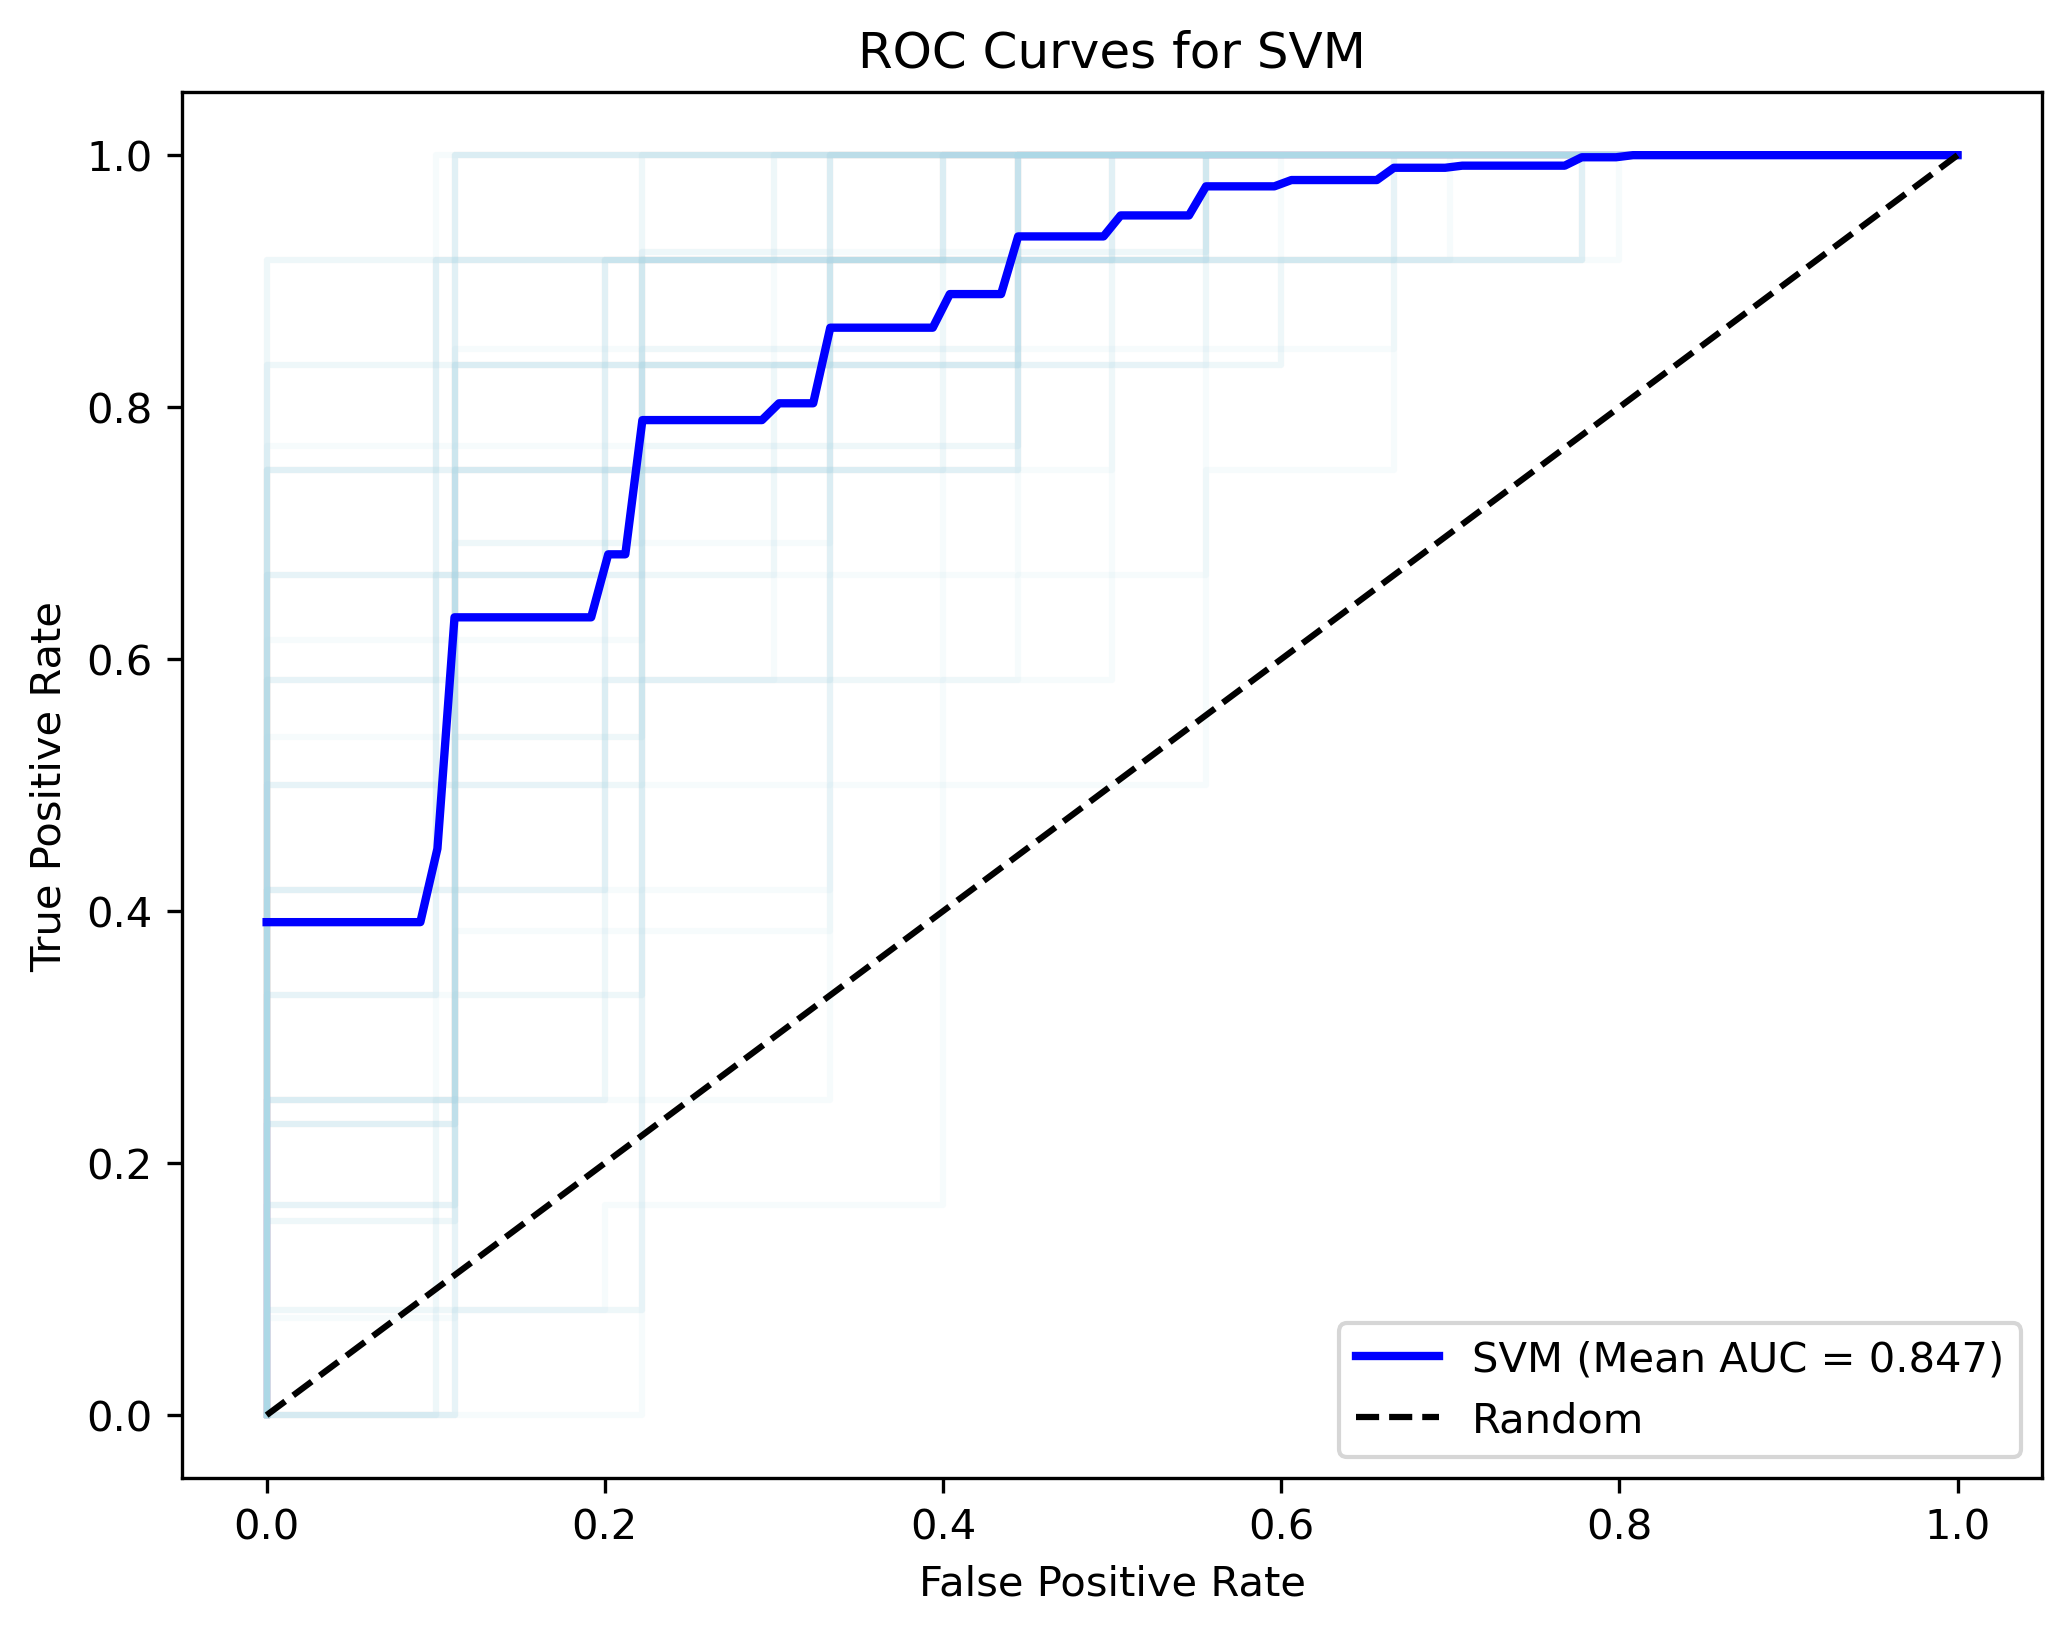 ROC Curves for SVM
True Positive Rate
1.0
0.8
0.6
0.4
0.2
0.0
0.0 0.2 0.4 0.6 0.8 1.0
False Positive Rate
SVM (Mean AUC = 0.847)
Random